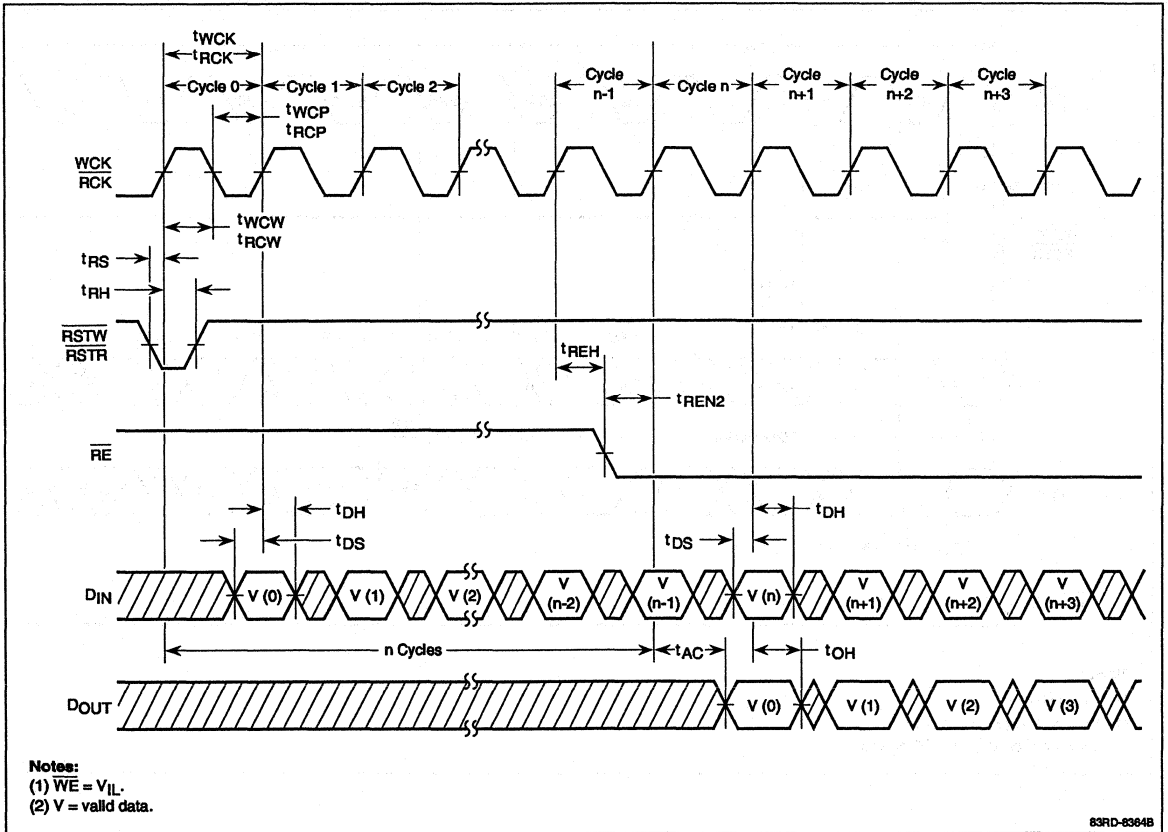 tWCK
tRCK
Cycle 0 Cycle 1 Cycle 2 Cycle n-1 Cycle n Cycle n+1 Cycle n+2 Cycle n+3
tWCP
tRCP
WCK
RCK
tWCW
tRCW
tRS
tRH
RSTW
RSTR
tREH
tREN2
RE
tDH tDH
tDS tDS
DIN V (0) V (1) V (2) V (n-2) V (n-1) V (n) V (n+1) V (n+2) V (n+3)
n Cycles tAC tOH
DOUT V (0) V (1) V (2) V (3)
Notes:
(1) WE = VIL.
(2) V = valid data.
83RD-8364B